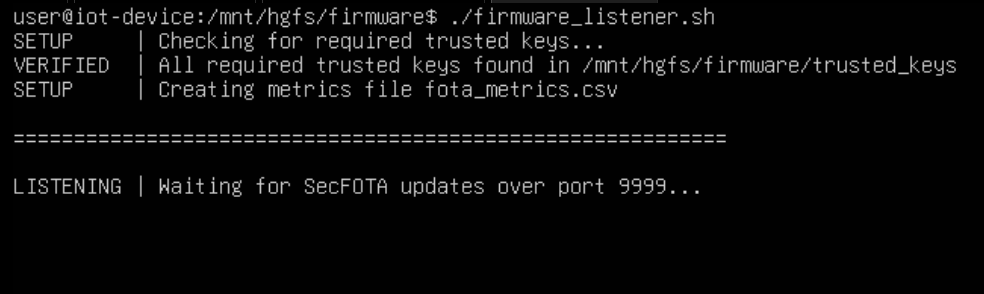 user@iot-device:/mnt/hgfs/firmware$ ./firmware_listener.sh
SETUP    | Checking for required trusted keys...
VERIFIED  | All required trusted keys found in /mnt/hgfs/firmware/trusted_keys
SETUP    | Creating metrics file fota_metrics.csv
===========================================================
LISTENING | Waiting for SecFOTA updates over port 9999...